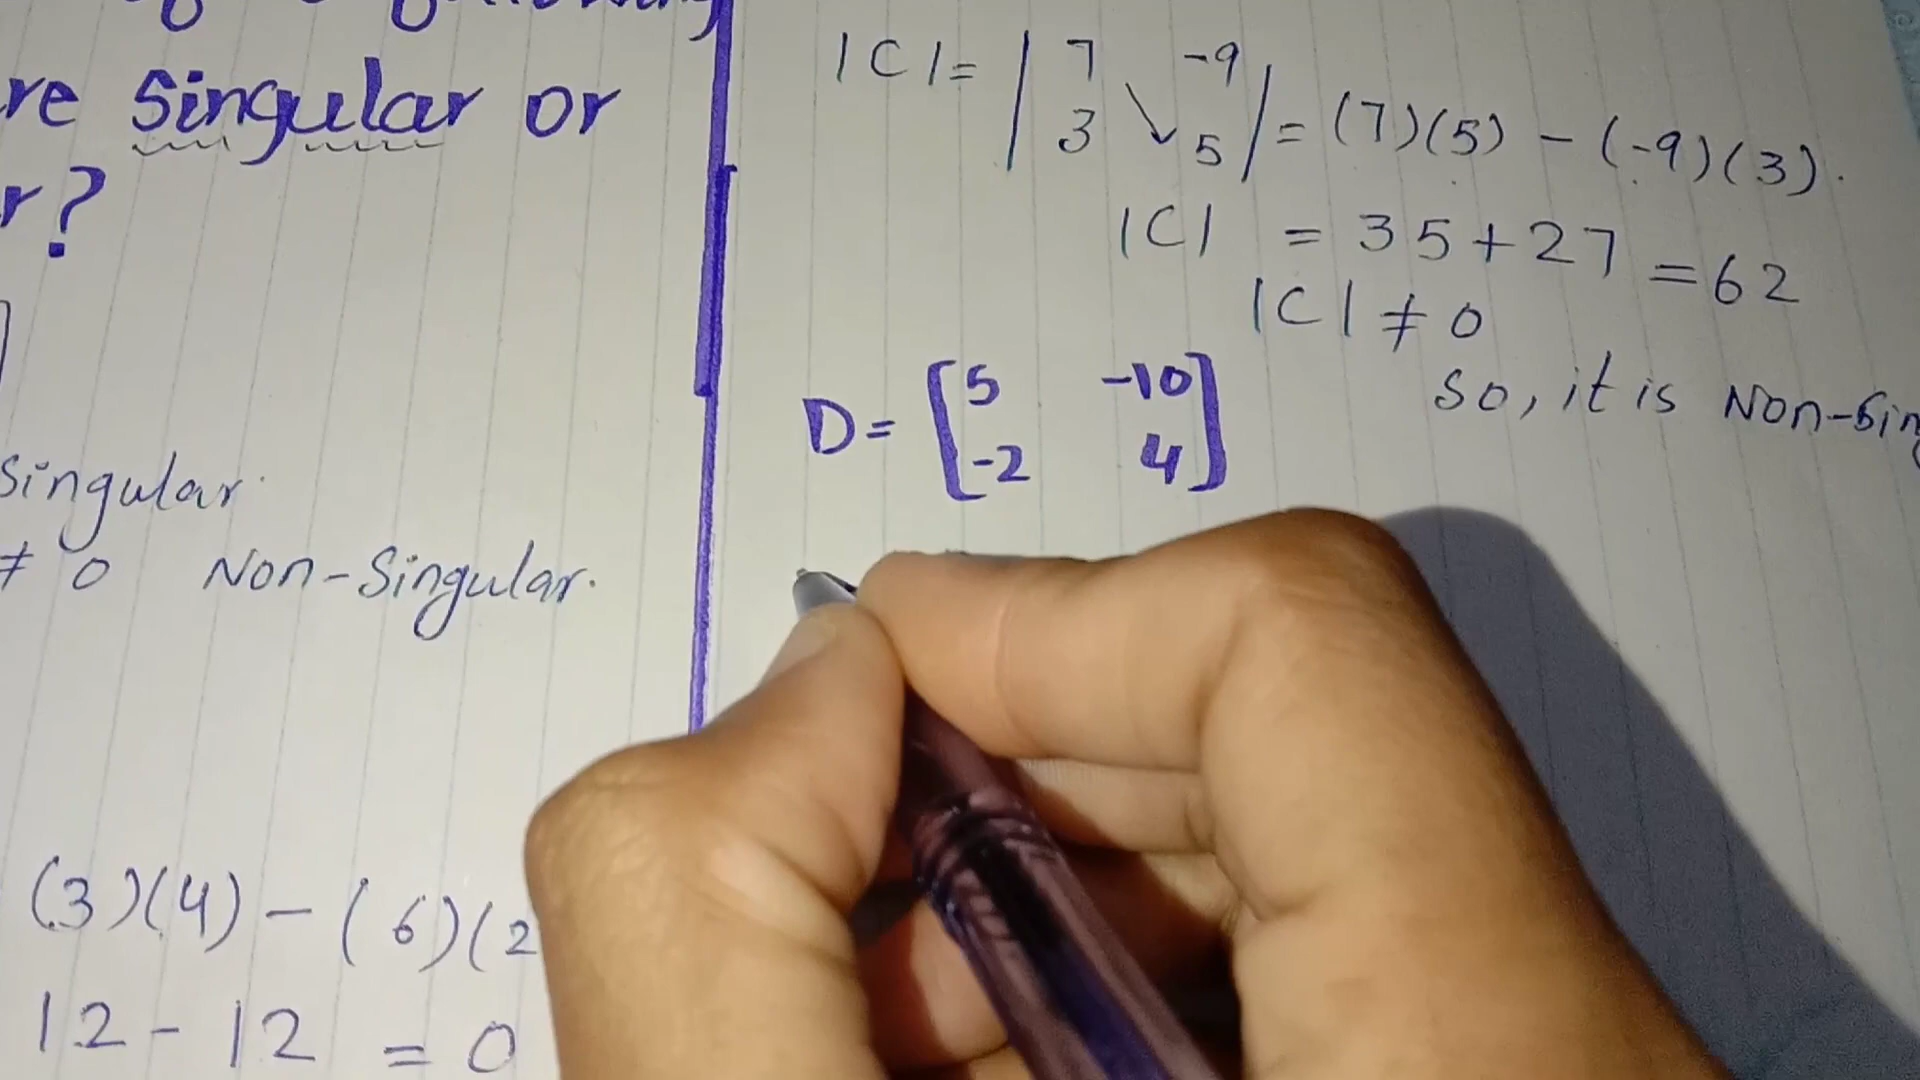 re Singular or
r?
Singular.
≠ 0 Non-Singular.
(3)(4) - (6)(2
12 - 12 = 0
|C| = | 7 -9
3 5 | = (7)(5) - (-9)(3).
|C| = 35 + 27 = 62
|C| ≠ 0
So, it is Non-Sin
D = [ 5 -10
-2 4 ]